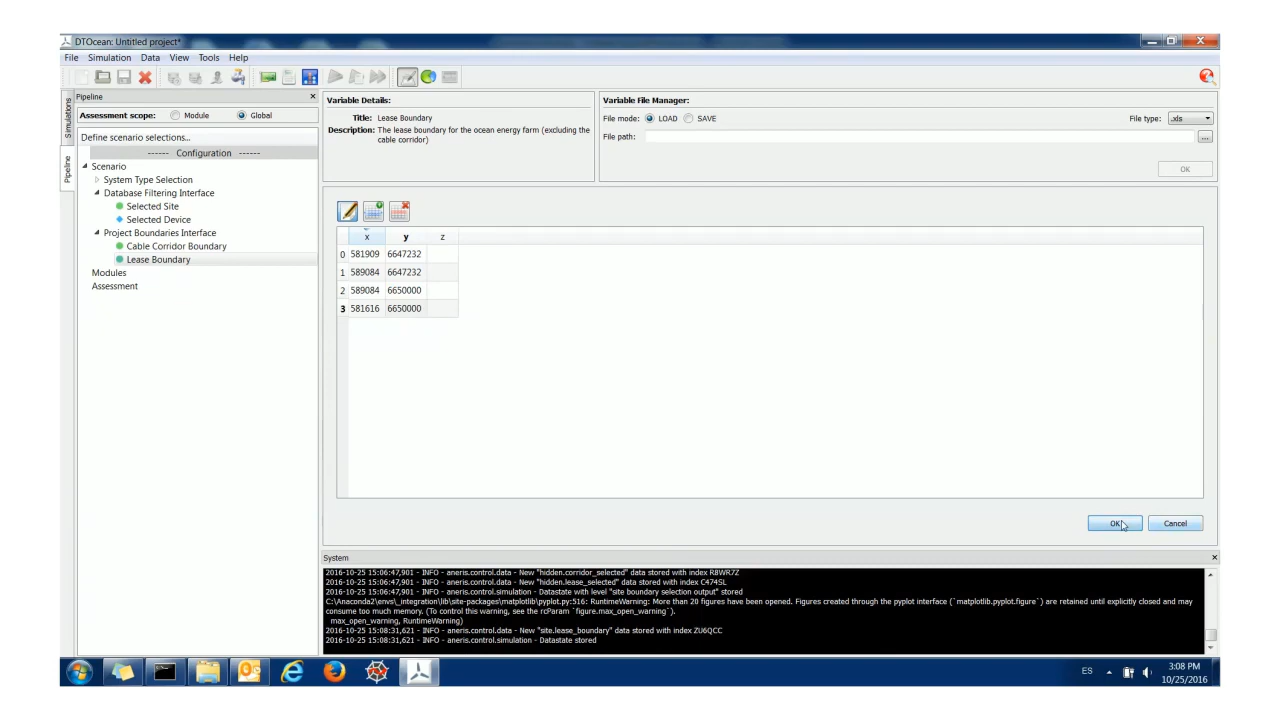 DTOcean: Untitled project*
File Simulation Data View Tools Help
Simulations
Pipeline
Pipeline
Assessment scope: Module Global
Define scenario selections...
------ Configuration ------
Scenario
System Type Selection
Database Filtering Interface
Selected Site
Selected Device
Project Boundaries Interface
Cable Corridor Boundary
Lease Boundary
Modules
Assessment
Variable Details:
Title: Lease Boundary
Description: The lease boundary for the ocean energy farm (excluding the
cable corridor)
Variable File Manager:
File mode: LOAD SAVE File type: .xls
File path: ...
OK
x y z
0 581909 6647232
1 589084 6647232
2 589084 6650000
3 581616 6650000
OK Cancel
System
2016-10-25 15:06:47,901 - INFO - aneris.control.data - New "hidden.corridor_selected" data stored with index R8WR7Z
2016-10-25 15:06:47,901 - INFO - aneris.control.data - New "hidden.lease_selected" data stored with index C474SL
2016-10-25 15:06:47,901 - INFO - aneris.control.simulation - Datastate with level "site boundary selection output" stored
C:\Anaconda2\envs\_integration\lib\site-packages\matplotlib\pyplot.py:516: RuntimeWarning: More than 20 figures have been opened. Figures created through the pyplot interface (`matplotlib.pyplot.figure`) are retained until explicitly closed and may
consume too much memory. (To control this warning, see the rcParam `figure.max_open_warning`).
max_open_warning, RuntimeWarning)
2016-10-25 15:08:31,621 - INFO - aneris.control.data - New "site.lease_boundary" data stored with index ZU6QCC
2016-10-25 15:08:31,621 - INFO - aneris.control.simulation - Datastate stored
ES
3:08 PM
10/25/2016